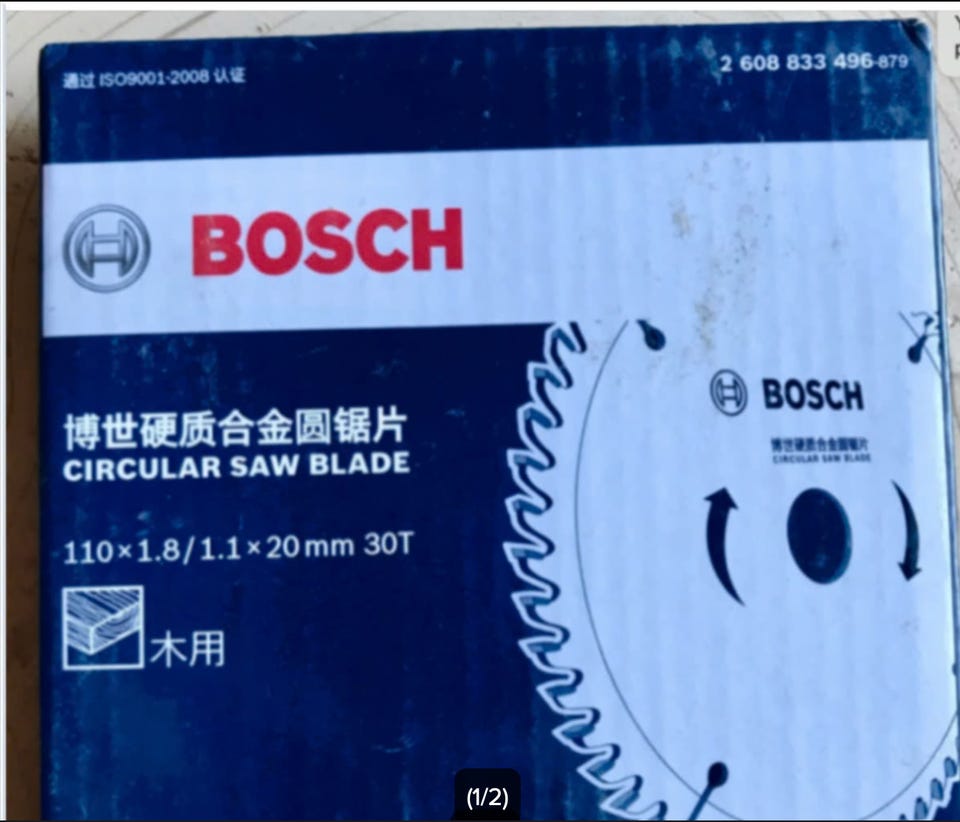 通过 ISO9001-2008 认证
2 608 833 496-879
BOSCH
BOSCH
博世硬质合金圆锯片
CIRCULAR SAW BLADE
博世硬质合金圆锯片
CIRCULAR SAW BLADE
110×1.8/1.1×20mm 30T
木用
(1/2)